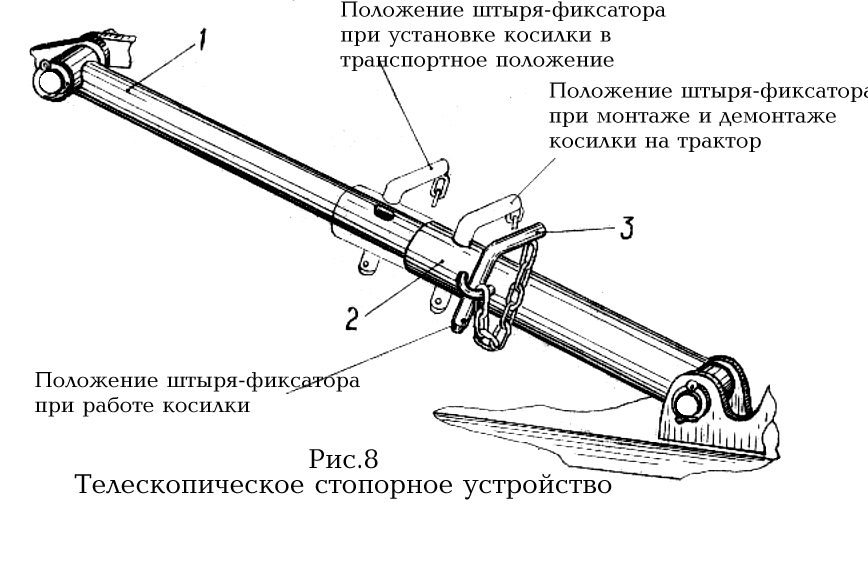 Положение штыря-фиксатора
при установке косилки в
транспортное положение
1
Положение штыря-фиксатора
при монтаже и демонтаже
косилки на трактор
3
2
Положение штыря-фиксатора
при работе косилки
Рис.8
Телескопическое стопорное устройство